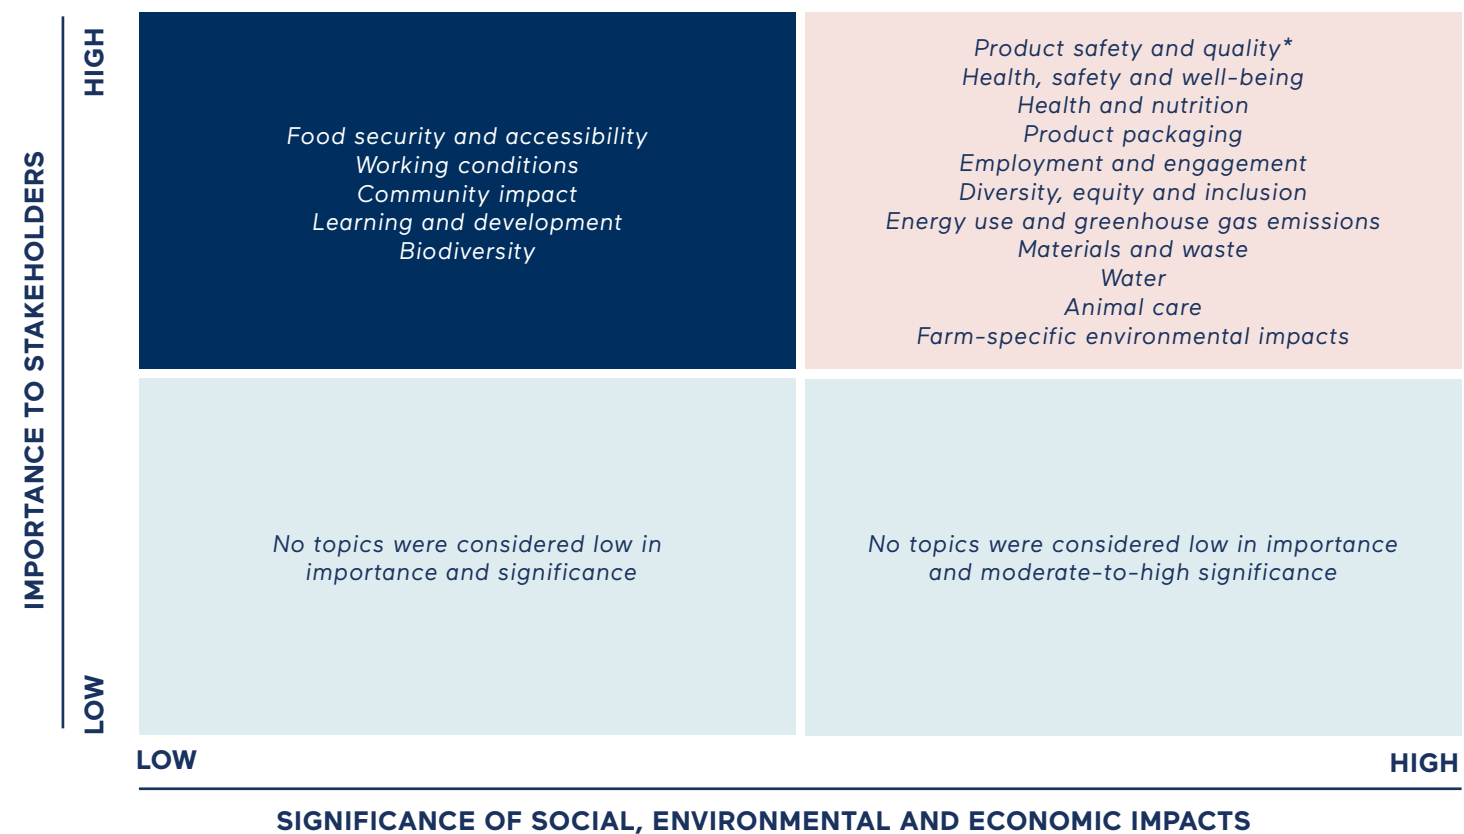 HIGH
IMPORTANCE TO STAKEHOLDERS
LOW
Food security and accessibility
Working conditions
Community impact
Learning and development
Biodiversity
Product safety and quality*
Health, safety and well-being
Health and nutrition
Product packaging
Employment and engagement
Diversity, equity and inclusion
Energy use and greenhouse gas emissions
Materials and waste
Water
Animal care
Farm-specific environmental impacts
No topics were considered low in
importance and significance
No topics were considered low in importance
and moderate-to-high significance
LOW
HIGH
SIGNIFICANCE OF SOCIAL, ENVIRONMENTAL AND ECONOMIC IMPACTS